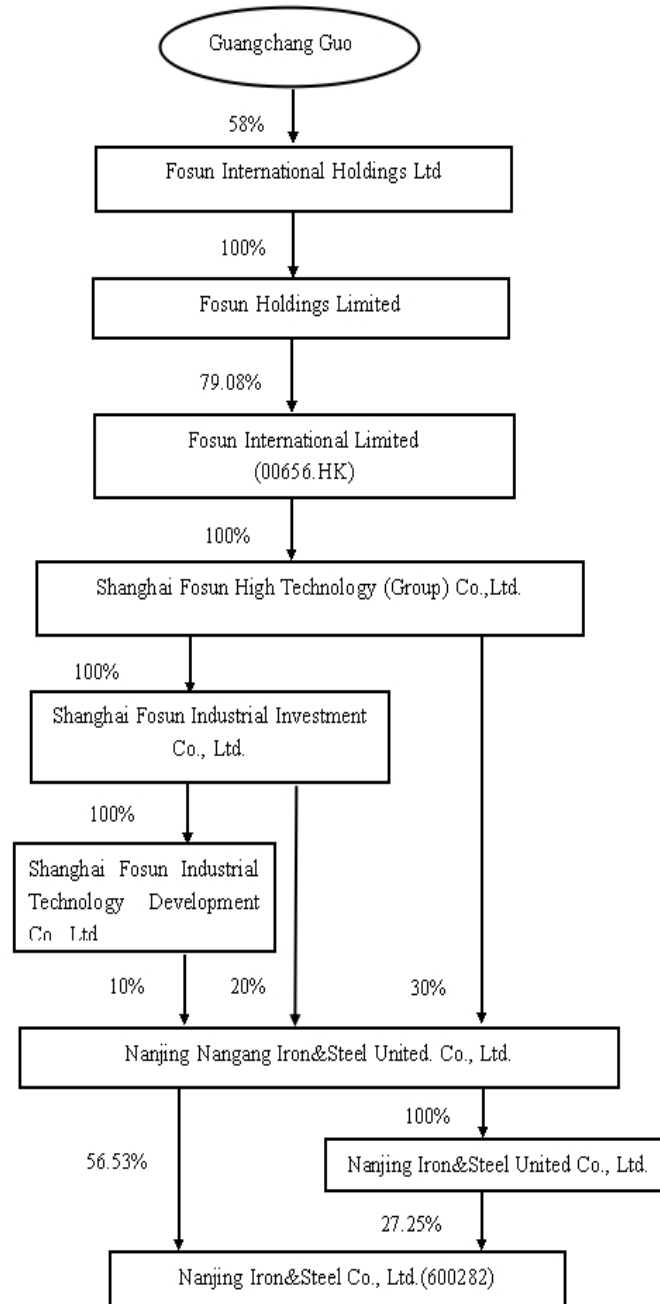 Guangchang Guo
58%
Fosun International Holdings Ltd
100%
Fosun Holdings Limited
79.08%
Fosun International Limited
(00656.HK)
100%
Shanghai Fosun High Technology (Group) Co.,Ltd.
100%
Shanghai Fosun Industrial Investment
Co., Ltd.
100%
Shanghai Fosun Industrial
Technology Development
Co. Ltd
10%
20%
30%
Nanjing Nangang Iron&Steel United. Co., Ltd.
100%
56.53%
Nanjing Iron&Steel United Co., Ltd.
27.25%
Nanjing Iron&Steel Co., Ltd.(600282)